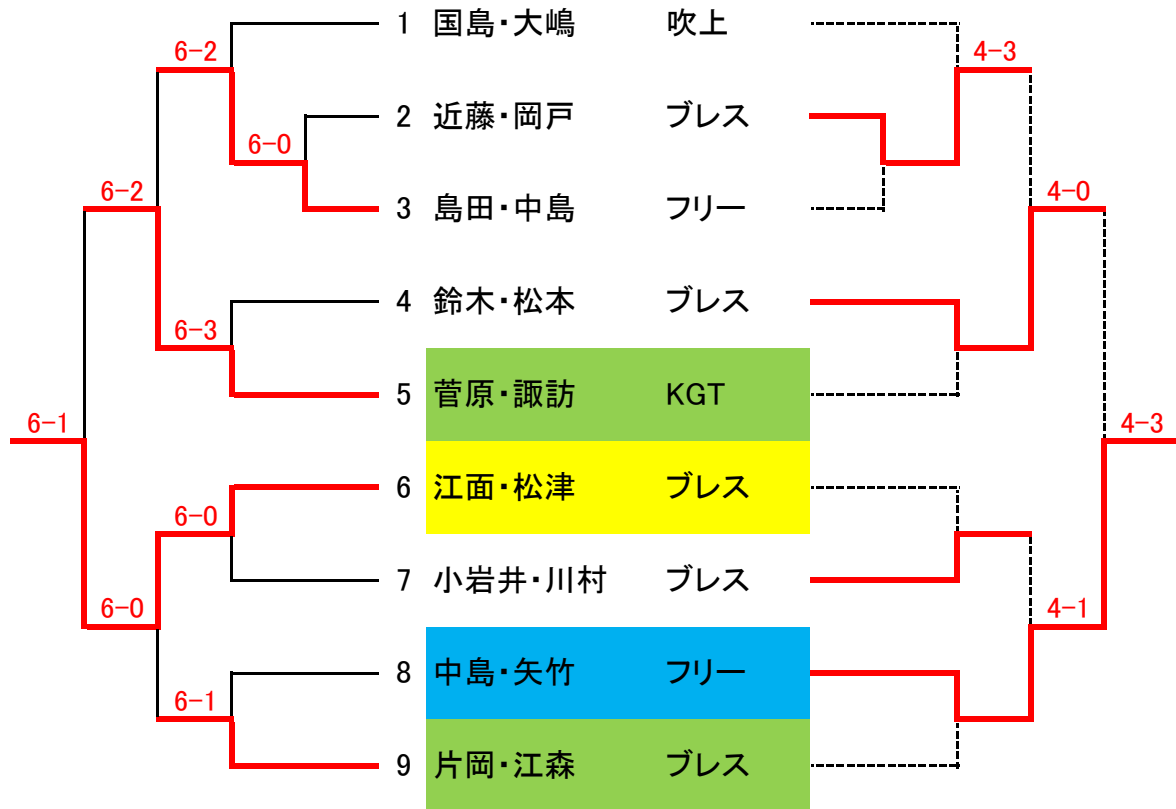 1 国島・大嶋 吹上
6-2 4-3
2 近藤・岡戸 ブレス
6-0
6-2 4-0
3 島田・中島 フリー
4 鈴木・松本 ブレス
6-3
5 菅原・諏訪 KGT
6-1 4-3
6 江面・松津 ブレス
6-0
7 小岩井・川村 ブレス
6-0 4-1
8 中島・矢竹 フリー
6-1
9 片岡・江森 ブレス